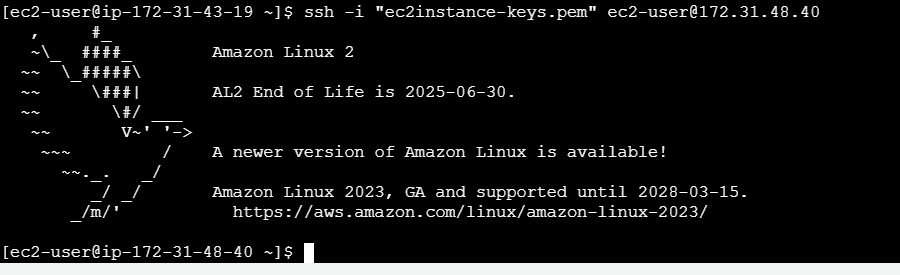 [ec2-user@ip-172-31-43-19 ~]$ ssh -i "ec2instance-keys.pem" ec2-user@172.31.48.40
   ,     #_
   ~\_  ####_        Amazon Linux 2
  ~~  \_#####\
  ~~     \###|       AL2 End of Life is 2025-06-30.
  ~~       \#/ ___
   ~~       V~' '->
    ~~~         /    A newer version of Amazon Linux is available!
      ~~._.   _/
         _/ _/       Amazon Linux 2023, GA and supported until 2028-03-15.
       _/m/'           https://aws.amazon.com/linux/amazon-linux-2023/

[ec2-user@ip-172-31-48-40 ~]$